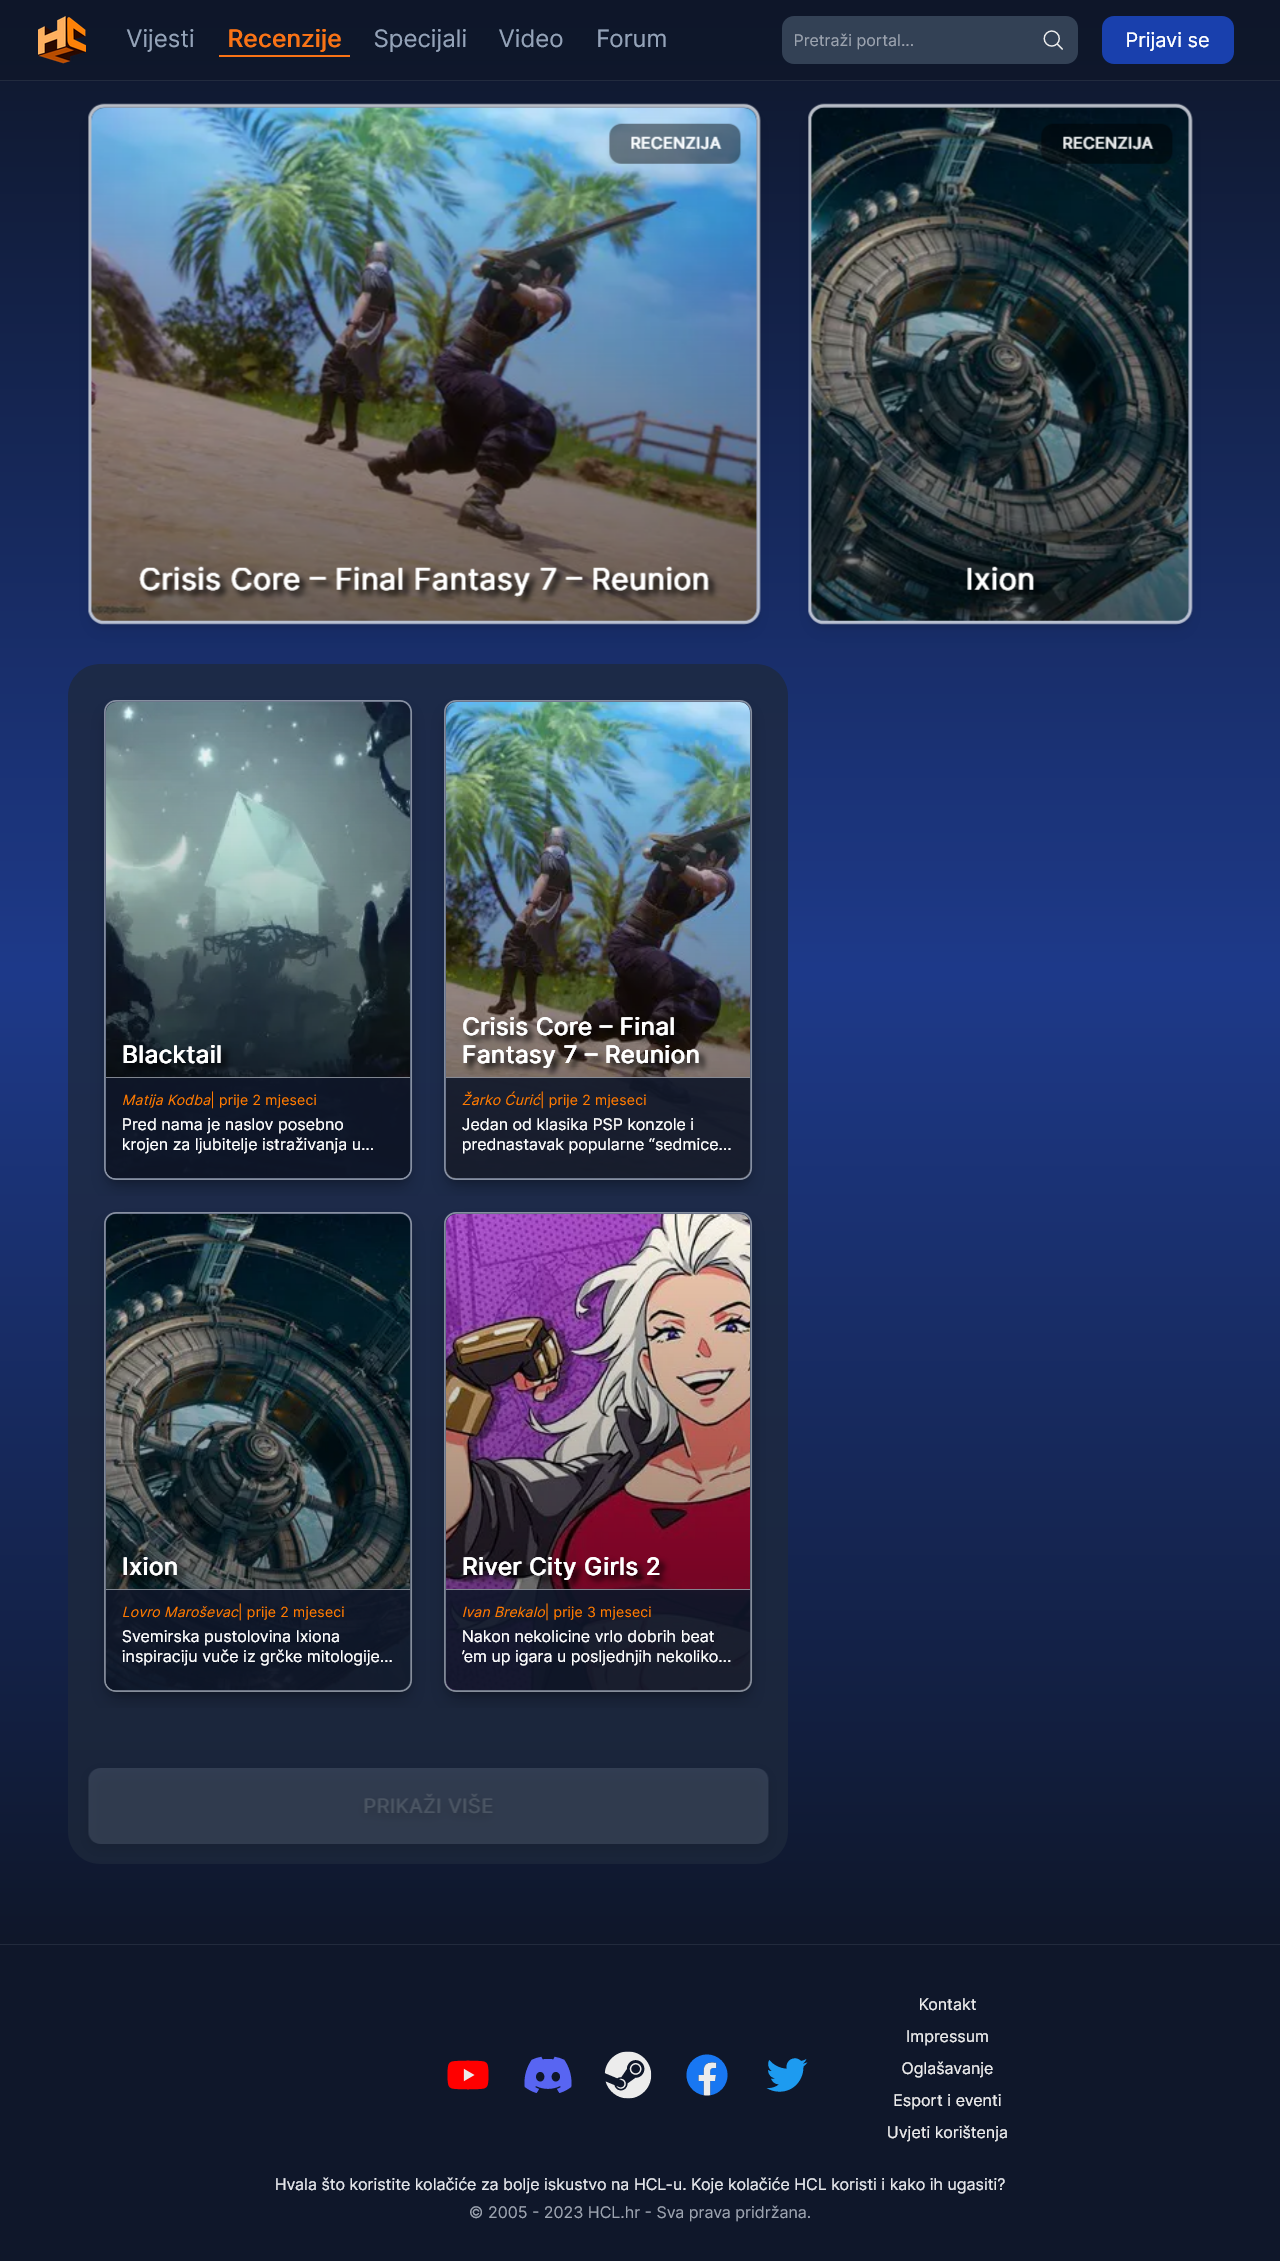 Vijesti
Recenzije
Specijali
Video
Forum
Pretraži portal...
Prijavi se
RECENZIJA
Crisis Core – Final Fantasy 7 – Reunion
RECENZIJA
Ixion
Blacktail
Matija Kodba| prije 2 mjeseci
Pred nama je naslov posebno
krojen za ljubitelje istraživanja u...
Crisis Core – Final
Fantasy 7 – Reunion
Žarko Ćurić| prije 2 mjeseci
Jedan od klasika PSP konzole i
prednastavak popularne “sedmice...
Ixion
Lovro Maroševac| prije 2 mjeseci
Svemirska pustolovina Ixiona
inspiraciju vuče iz grčke mitologije...
River City Girls 2
Ivan Brekalo| prije 3 mjeseci
Nakon nekolicine vrlo dobrih beat
’em up igara u posljednjih nekoliko...
PRIKAŽI VIŠE
Kontakt
Impressum
Oglašavanje
Esport i eventi
Uvjeti korištenja
Hvala što koristite kolačiće za bolje iskustvo na HCL-u. Koje kolačiće HCL koristi i kako ih ugasiti?
© 2005 - 2023 HCL.hr - Sva prava pridržana.